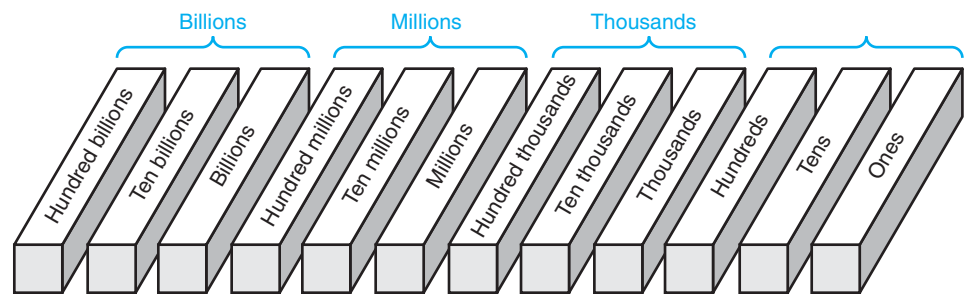 Billions Millions Thousands
Hundred billions
Ten billions
Billions
Hundred millions
Ten millions
Millions
Hundred thousands
Ten thousands
Thousands
Hundreds
Tens
Ones